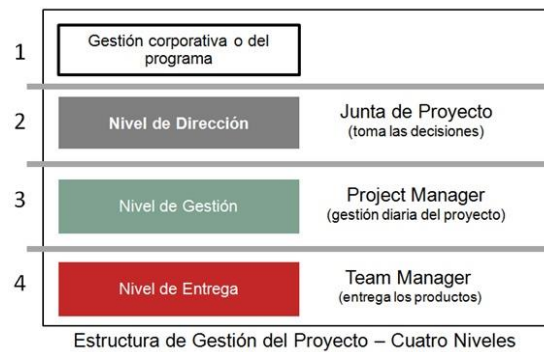 1
Gestión corporativa o del
programa
2
Nivel de Dirección
Junta de Proyecto
(toma las decisiones)
3
Nivel de Gestión
Project Manager
(gestión diaria del proyecto)
4
Nivel de Entrega
Team Manager
(entrega los productos)
Estructura de Gestión del Proyecto – Cuatro Niveles